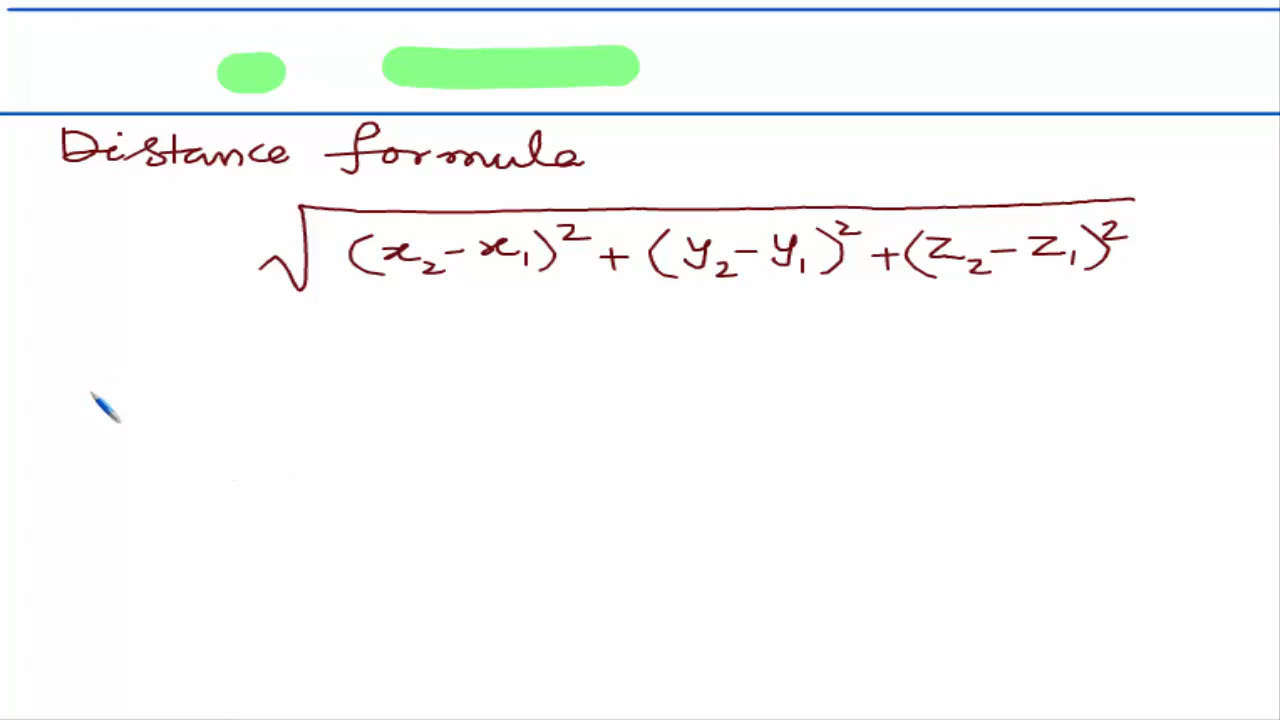 Distance formula
√(x₂-x₁)² + (y₂-y₁)² + (z₂-z₁)²